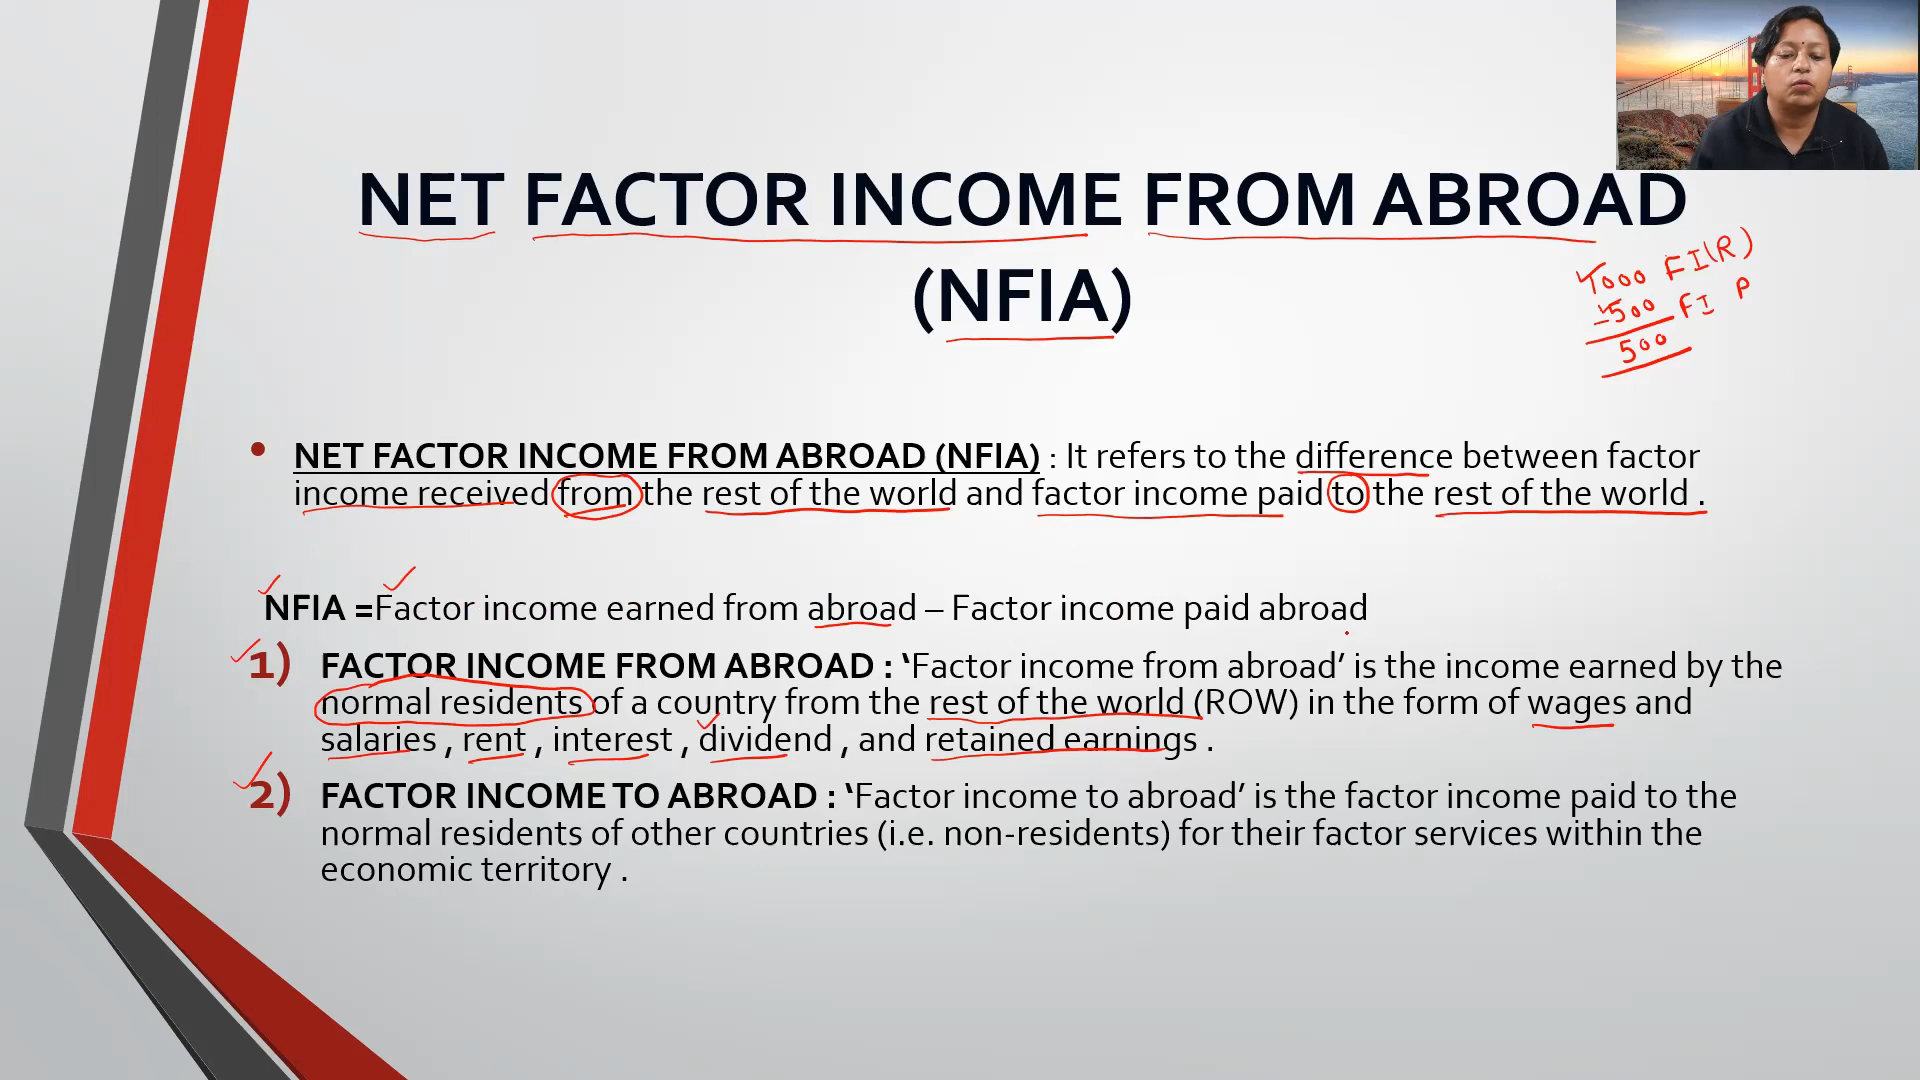 NET FACTOR INCOME FROM ABROAD
(NFIA)
1000 FI(R)
-500 FI P
500
• NET FACTOR INCOME FROM ABROAD (NFIA) : It refers to the difference between factor
income received from the rest of the world and factor income paid to the rest of the world .
NFIA =Factor income earned from abroad – Factor income paid abroad
1) FACTOR INCOME FROM ABROAD : ‘Factor income from abroad’ is the income earned by the
normal residents of a country from the rest of the world (ROW) in the form of wages and
salaries , rent , interest , dividend , and retained earnings .
2) FACTOR INCOME TO ABROAD : ‘Factor income to abroad’ is the factor income paid to the
normal residents of other countries (i.e. non-residents) for their factor services within the
economic territory .